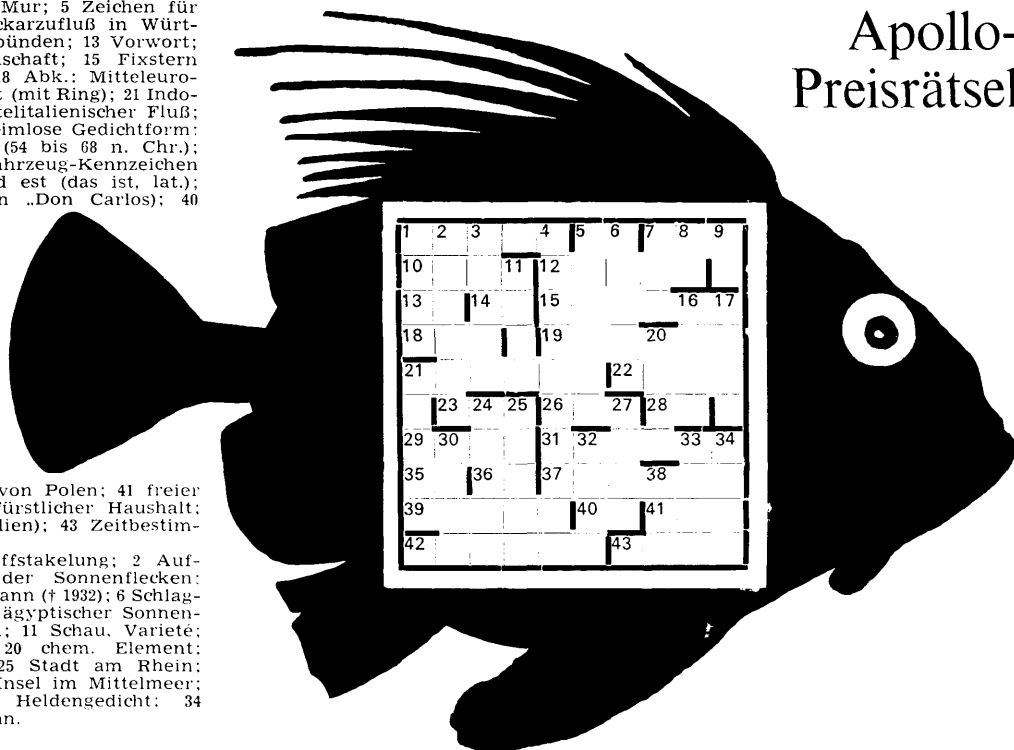 Mur; 5 Zeichen für
ckarzufluß in Würt-
bünden; 13 Vorwort;
nschaft; 15 Fixstern
18 Abk.: Mitteleuro-
t (mit Ring); 21 Indo-
telitalienischer Fluß;
imlose Gedichtform:
(54 bis 68 n. Chr.);
ahrzeug-Kennzeichen
d est (das ist, lat.);
n „Don Carlos); 40
Apollo-
Preisrätsel
1 2 3 4 5 6 7 8 9
10 11 12
13 14 15 16 17
18 19 20
21 22
23 24 25 26 27 28
29 30 31 32 33 34
35 36 37 38
39 40 41
42 43
von Polen; 41 freier
fürstlicher Haushalt;
lien); 43 Zeitbestim-
ffstakelung; 2 Auf-
der Sonnenflecken:
ann († 1932); 6 Schlag-
ägyptischer Sonnen-
.; 11 Schau, Varieté;
20 chem. Element;
25 Stadt am Rhein;
Insel im Mittelmeer;
Heldengedicht; 34
nn.